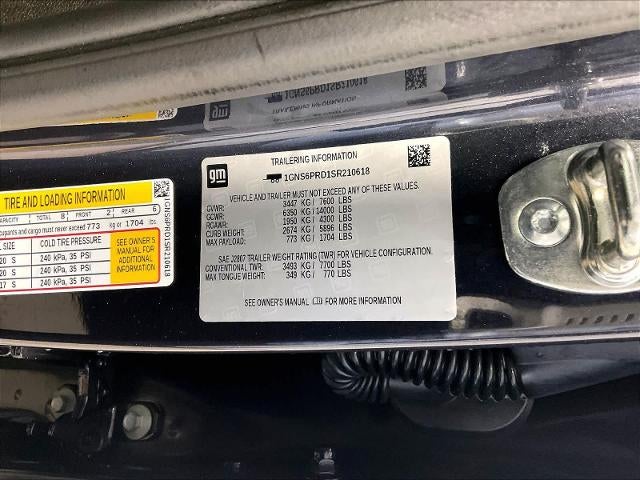 TIRE AND LOADING INFORMATION
TOTAL 8 FRONT 2 REAR 6
occupants and cargo must never exceed 773 kg or 1704 lbs.
SIZE COLD TIRE PRESSURE
20 S 240 kPa, 35 PSI
20 S 240 kPa, 35 PSI
17 S 240 kPa, 35 PSI
SEE OWNER'S
MANUAL FOR
ADDITIONAL
INFORMATION
1GNS6PRD1SR210618
gm
TRAILERING INFORMATION
1GNS6PRD1SR210618
VEHICLE AND TRAILER MUST NOT EXCEED ANY OF THESE VALUES.
GVWR: 3447 KG / 7600 LBS
GCWR: 6350 KG / 14000 LBS
RGAWR: 1950 KG / 4300 LBS
CURB WEIGHT: 2674 KG / 5896 LBS
MAX PAYLOAD: 773 KG / 1704 LBS
SAE J2807 TRAILER WEIGHT RATING (TWR) FOR VEHICLE CONFIGURATION.
CONVENTIONAL TWR: 3493 KG / 7700 LBS
MAX TONGUE WEIGHT: 349 KG / 770 LBS
SEE OWNER'S MANUAL FOR MORE INFORMATION